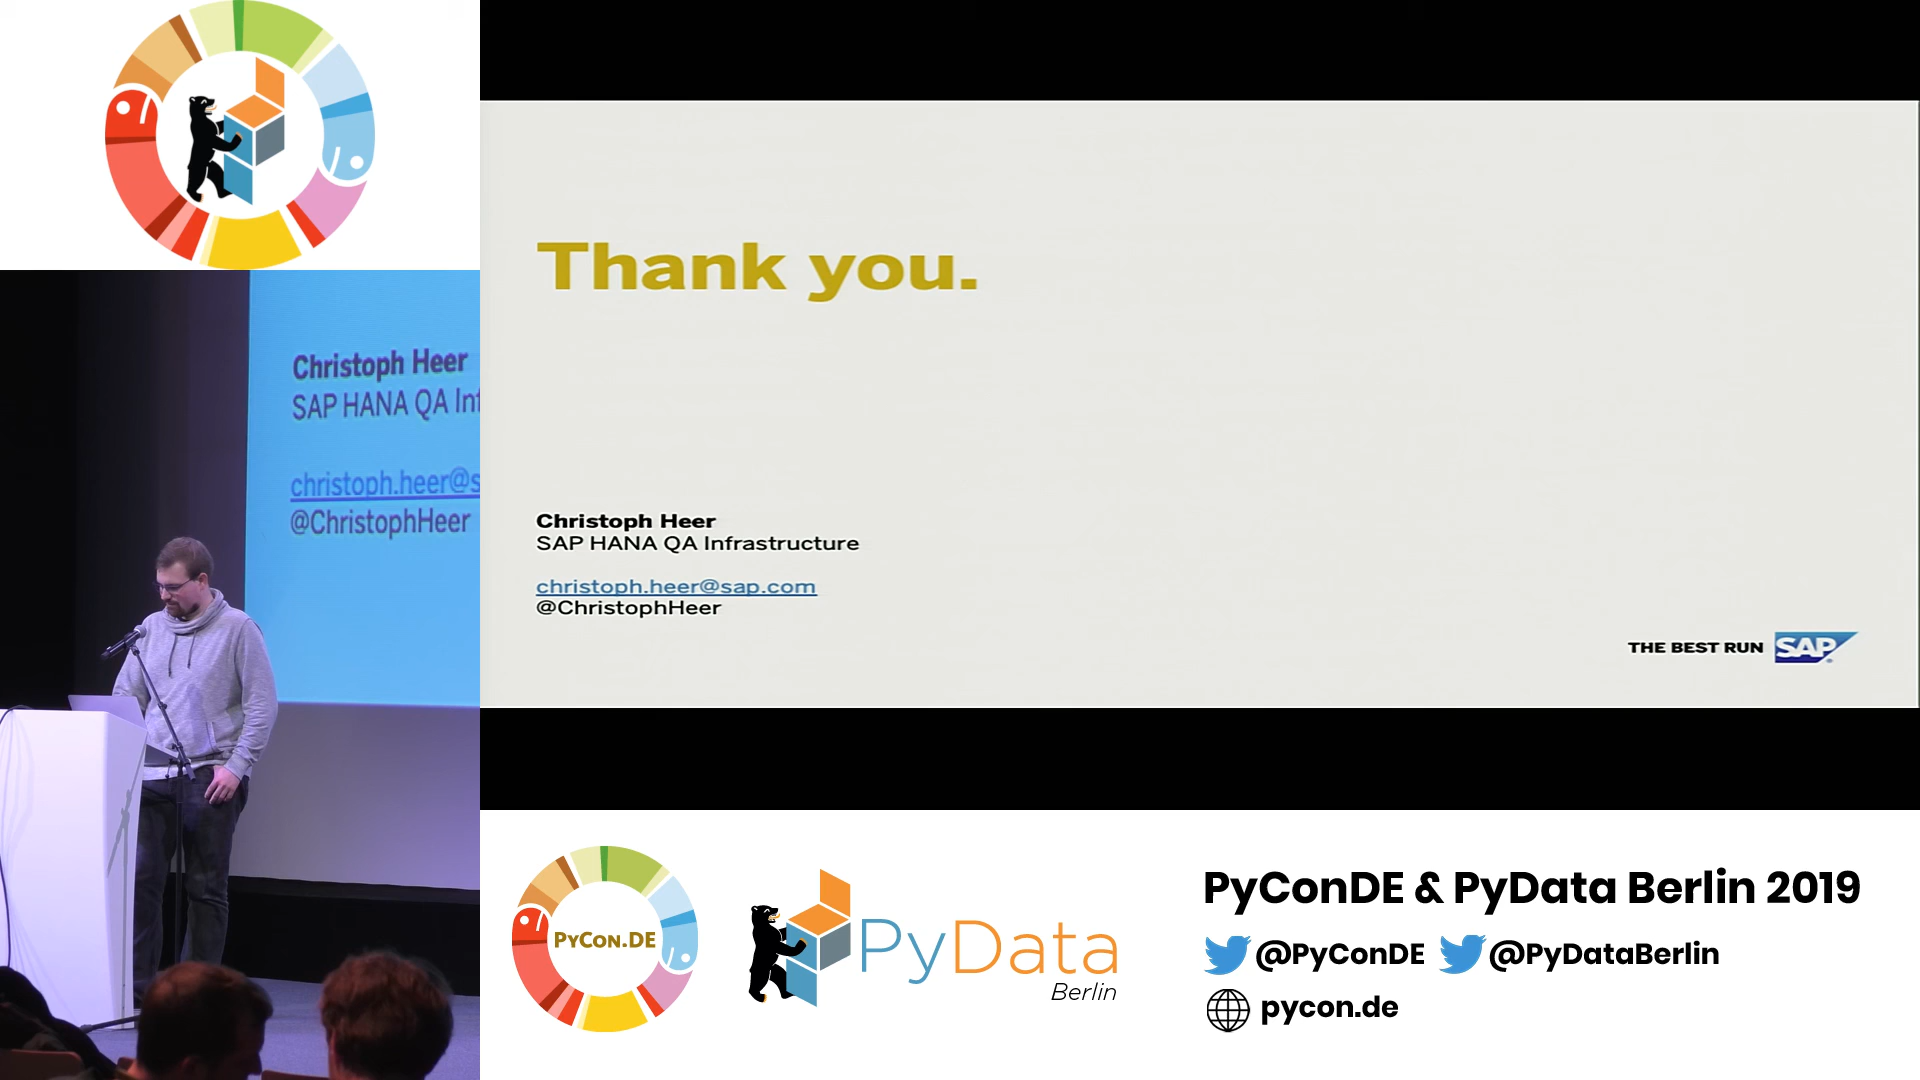 Christoph Heer
SAP HANA QA Inf
christoph.heer@s
@ChristophHeer
Thank you.
Christoph Heer
SAP HANA QA Infrastructure
christoph.heer@sap.com
@ChristophHeer
THE BEST RUN SAP
PYCON.DE
PyData
Berlin
PyConDE & PyData Berlin 2019
@PyConDE @PyDataBerlin
pycon.de